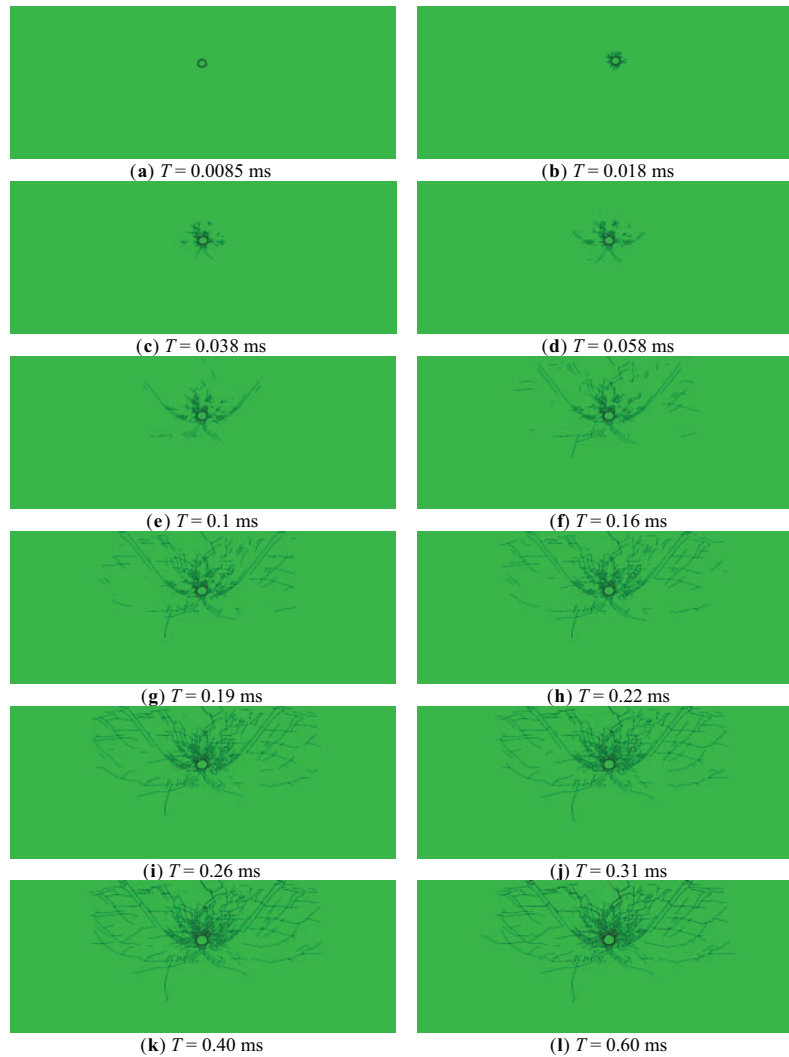 (a) T = 0.0085 ms
(b) T = 0.018 ms
(c) T = 0.038 ms
(d) T = 0.058 ms
(e) T = 0.1 ms
(f) T = 0.16 ms
(g) T = 0.19 ms
(h) T = 0.22 ms
(i) T = 0.26 ms
(j) T = 0.31 ms
(k) T = 0.40 ms
(l) T = 0.60 ms